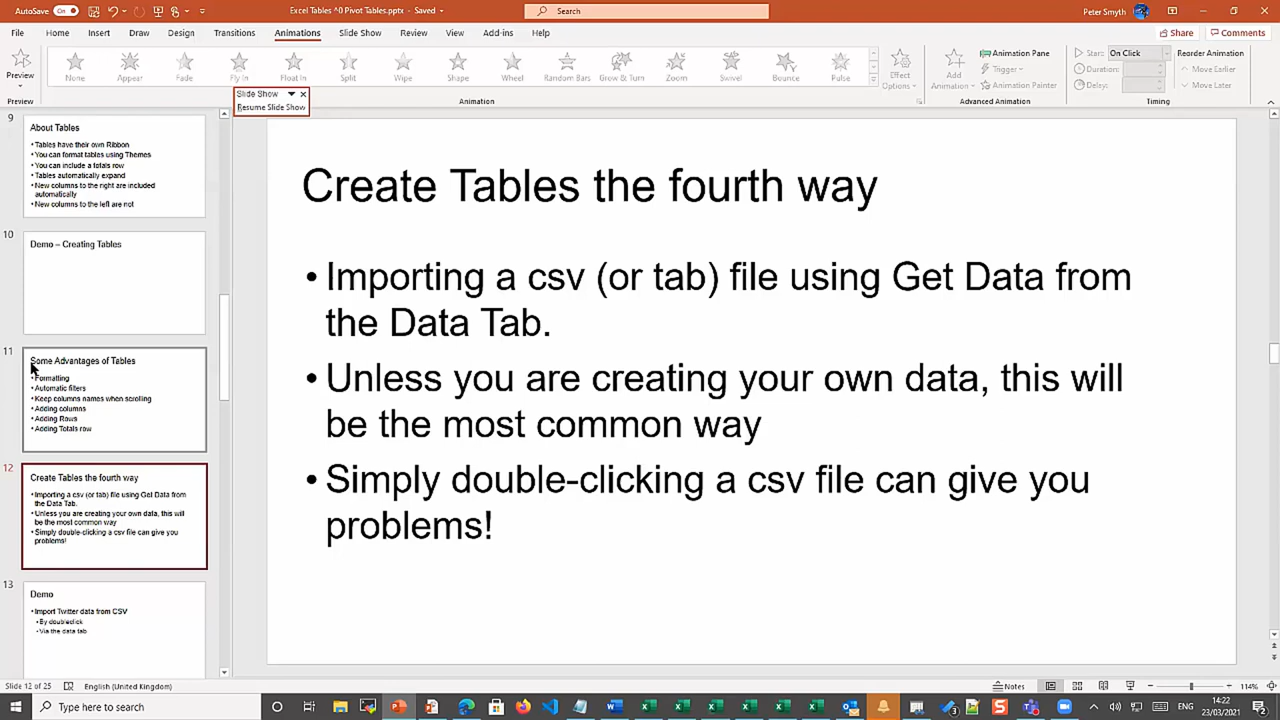 AutoSave On
Excel Tables ^0 Pivot Tables.pptx - Saved
Search
Peter Smyth
File Home Insert Draw Design Transitions Animations Slide Show Review View Add-ins Help
Share Comments
Preview
None Appear Fade Fly In Float In Split Wipe Shape Wheel Random Bars Grow & Turn Zoom Swivel Bounce Pulse
Effect
Options
Add
Animation
Animation Pane
Trigger
Animation Painter
Start: On Click
Duration:
Delay:
Reorder Animation
Move Earlier
Move Later
Preview
Animation
Advanced Animation
Timing
Slide Show
Resume Slide Show
9
About Tables
• Tables have their own Ribbon
• You can format tables using Themes
• You can include a totals row
• Tables automatically expand
• New columns to the right are included
automatically
• New columns to the left are not
10
Demo – Creating Tables
11
Some Advantages of Tables
• Formatting
• Automatic filters
• Keep columns names when scrolling
• Adding columns
• Adding Rows
• Adding Totals row
12
Create Tables the fourth way
• Importing a csv (or tab) file using Get Data from
the Data Tab.
• Unless you are creating your own data, this will
be the most common way
• Simply double-clicking a csv file can give you
problems!
13
Demo
• Import Twitter data from CSV
• By doubleclick
• Via the data tab
Create Tables the fourth way
• Importing a csv (or tab) file using Get Data from
the Data Tab.
• Unless you are creating your own data, this will
be the most common way
• Simply double-clicking a csv file can give you
problems!
Slide 12 of 25
English (United Kingdom)
Notes
114%
Type here to search
ENG
14:22
23/03/2021